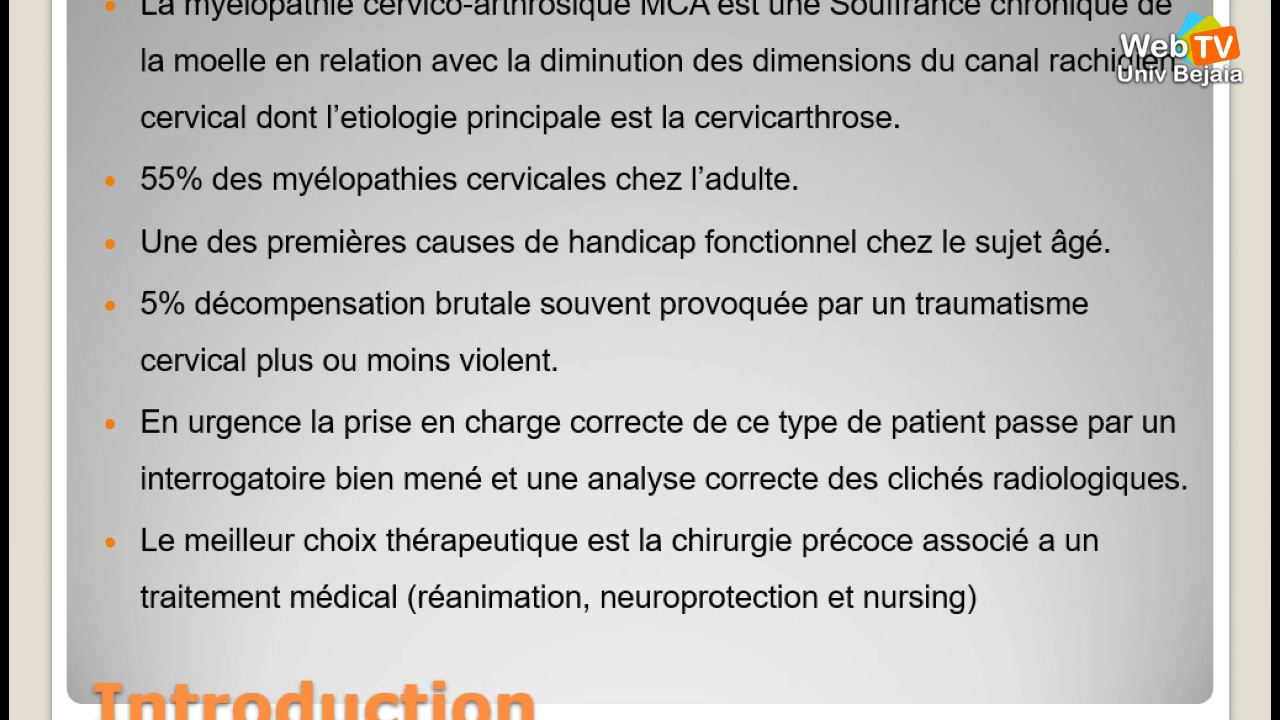 La myélopathie cervico-arthrosique MCA est une Souffrance chronique de
la moelle en relation avec la diminution des dimensions du canal rachidien
cervical dont l’etiologie principale est la cervicarthrose.
55% des myélopathies cervicales chez l’adulte.
Une des premières causes de handicap fonctionnel chez le sujet âgé.
5% décompensation brutale souvent provoquée par un traumatisme
cervical plus ou moins violent.
En urgence la prise en charge correcte de ce type de patient passe par un
interrogatoire bien mené et une analyse correcte des clichés radiologiques.
Le meilleur choix thérapeutique est la chirurgie précoce associé a un
traitement médical (réanimation, neuroprotection et nursing)
Introduction
Web TV
Univ Bejaia